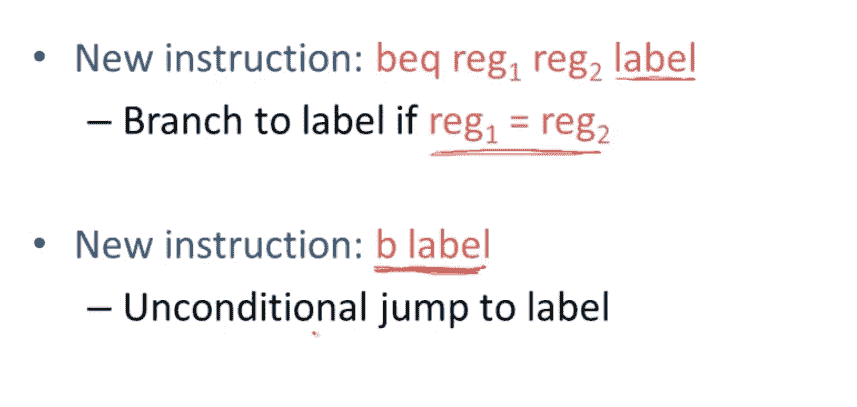 • New instruction: beq reg₁ reg₂ label
– Branch to label if reg₁ = reg₂
• New instruction: b label
– Unconditional jump to label